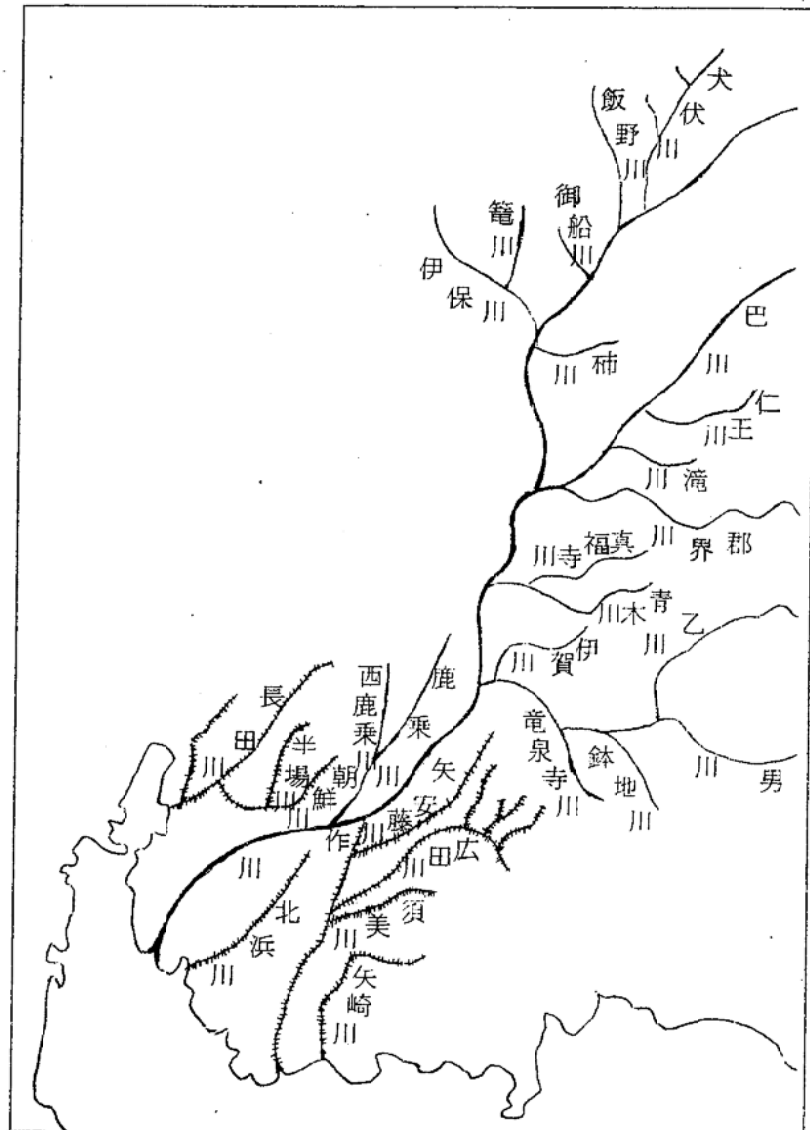 犬伏川
飯野川
御船川
篭川
伊保川
巴川
柿川
仁王川
滝川
郡界川
真福寺川
青木川
乙川
伊賀川
鹿乗川
西鹿乗川
長田川
半場川
朝鮮川
竜泉寺川
鉢地川
男川
矢作川
安藤川
広田川
北浜川
須美川
矢崎川